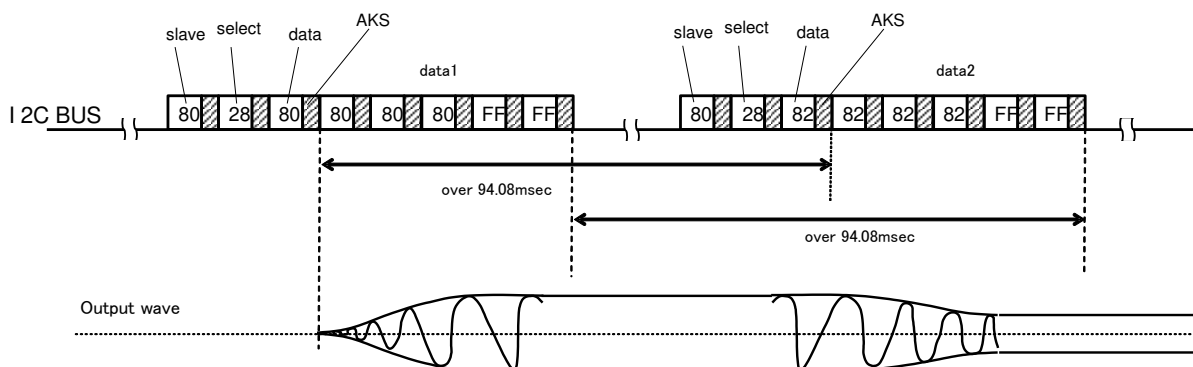 slave select data AKS data1
slave select data AKS data2
I 2C BUS 80 28 80 80 80 80 FF FF 80 28 82 82 82 82 FF FF
over 94.08msec
over 94.08msec
Output wave